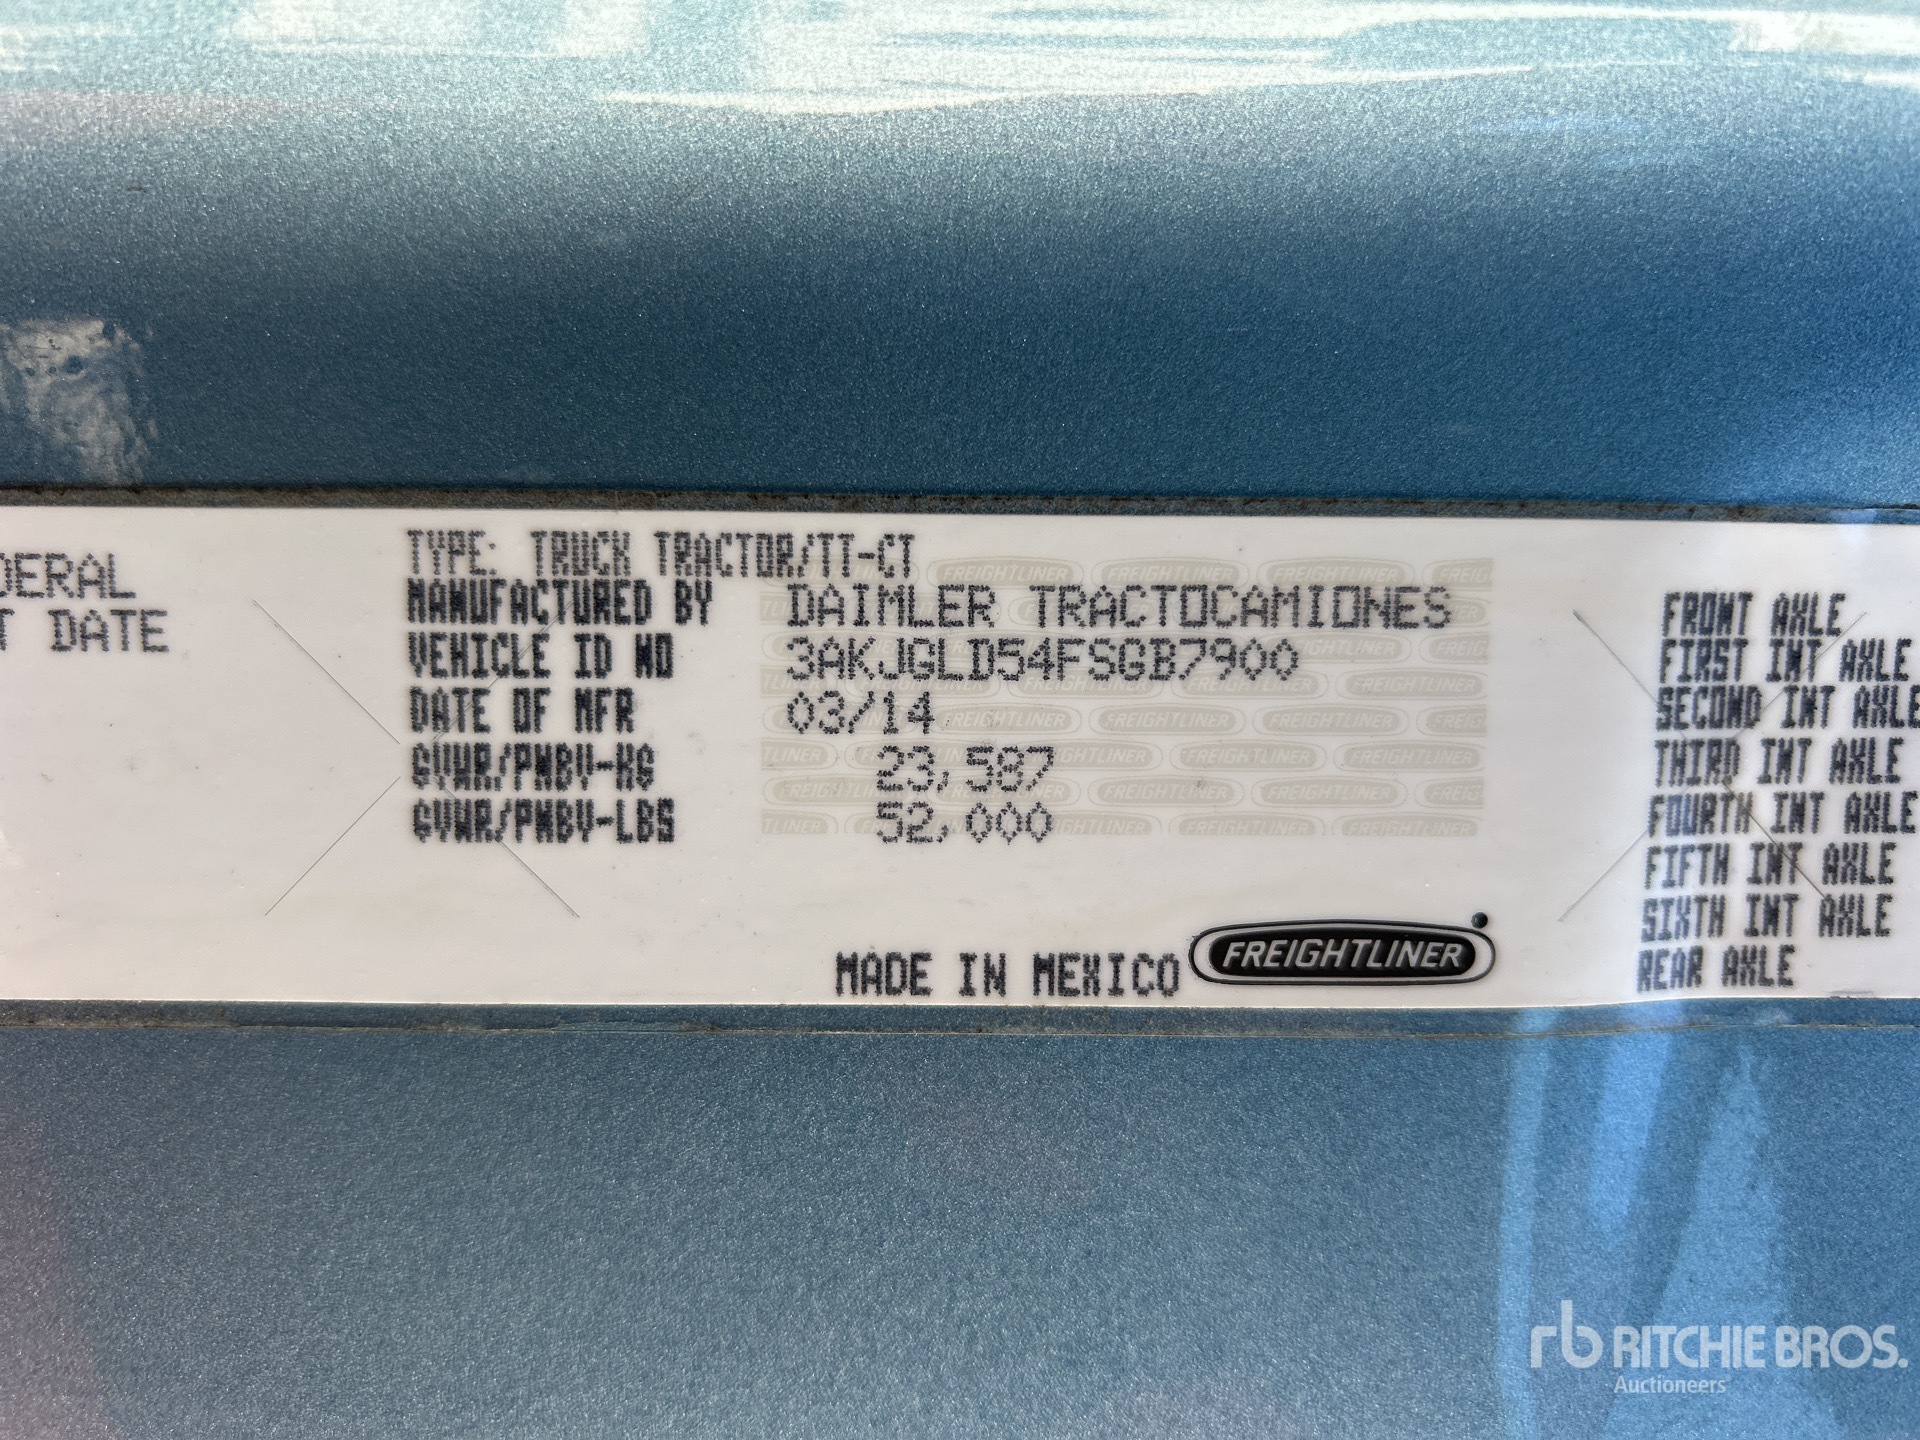 DERAL
T DATE
TYPE: TRUCK TRACTOR/TT-CT
MANUFACTURED BY DAIMLER TRACTOCAMIONES
VEHICLE ID NO 3AKJGLD54FSGB7900
DATE OF MFR 03/14
GVWR/PNBV-KG 23,587
GVWR/PNBV-LBS 52,000
MADE IN MEXICO FREIGHTLINER
FRONT AXLE
FIRST INT AXLE
SECOND INT AXLE
THIRD INT AXLE
FOURTH INT AXLE
FIFTH INT AXLE
SIXTH INT AXLE
REAR AXLE
rb RITCHIE BROS.
Auctioneers